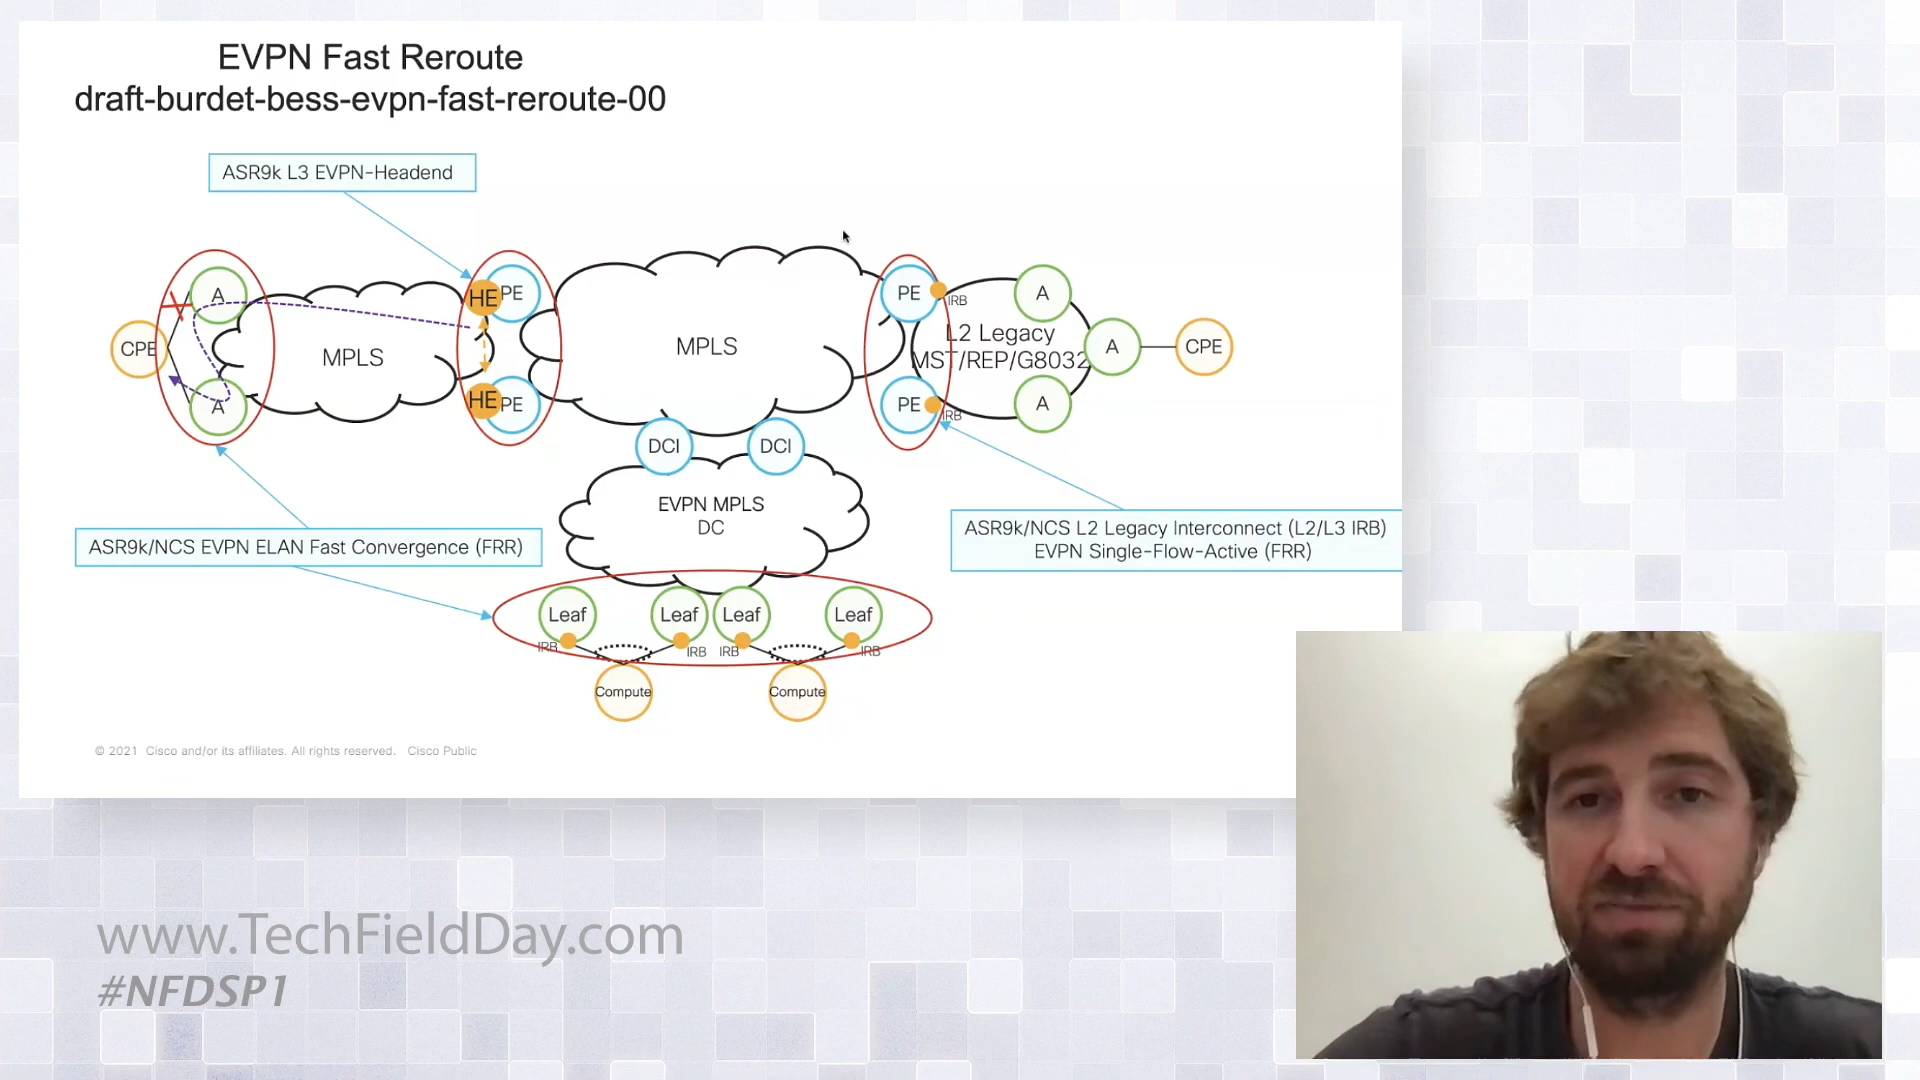 EVPN Fast Reroute
draft-burdet-bess-evpn-fast-reroute-00
ASR9k L3 EVPN-Headend
A
HE
PE
PE
IRB
A
CPE
MPLS
MPLS
L2 Legacy
MST/REP/G8032
A
CPE
A
HE
PE
PE
IRB
A
DCI
DCI
EVPN MPLS
DC
ASR9k/NCS EVPN ELAN Fast Convergence (FRR)
ASR9k/NCS L2 Legacy Interconnect (L2/L3 IRB)
EVPN Single-Flow-Active (FRR)
Leaf
Leaf
Leaf
Leaf
IRB
IRB
IRB
IRB
Compute
Compute
© 2021 Cisco and/or its affiliates. All rights reserved. Cisco Public
www.TechFieldDay.com
#NFDSP1